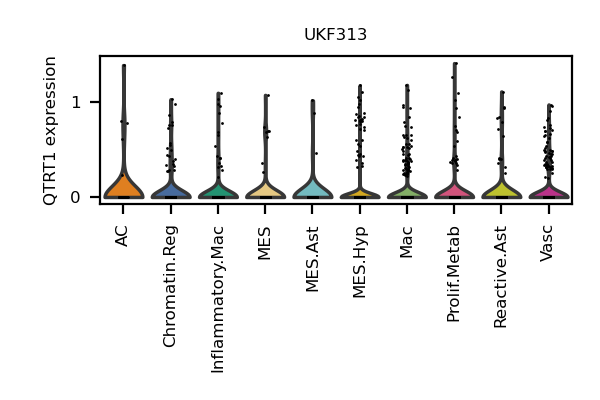 UKF313
QTRT1 expression
1
0
AC
Chromatin.Reg
Inflammatory.Mac
MES
MES.Ast
MES.Hyp
Mac
Prolif.Metab
Reactive.Ast
Vasc